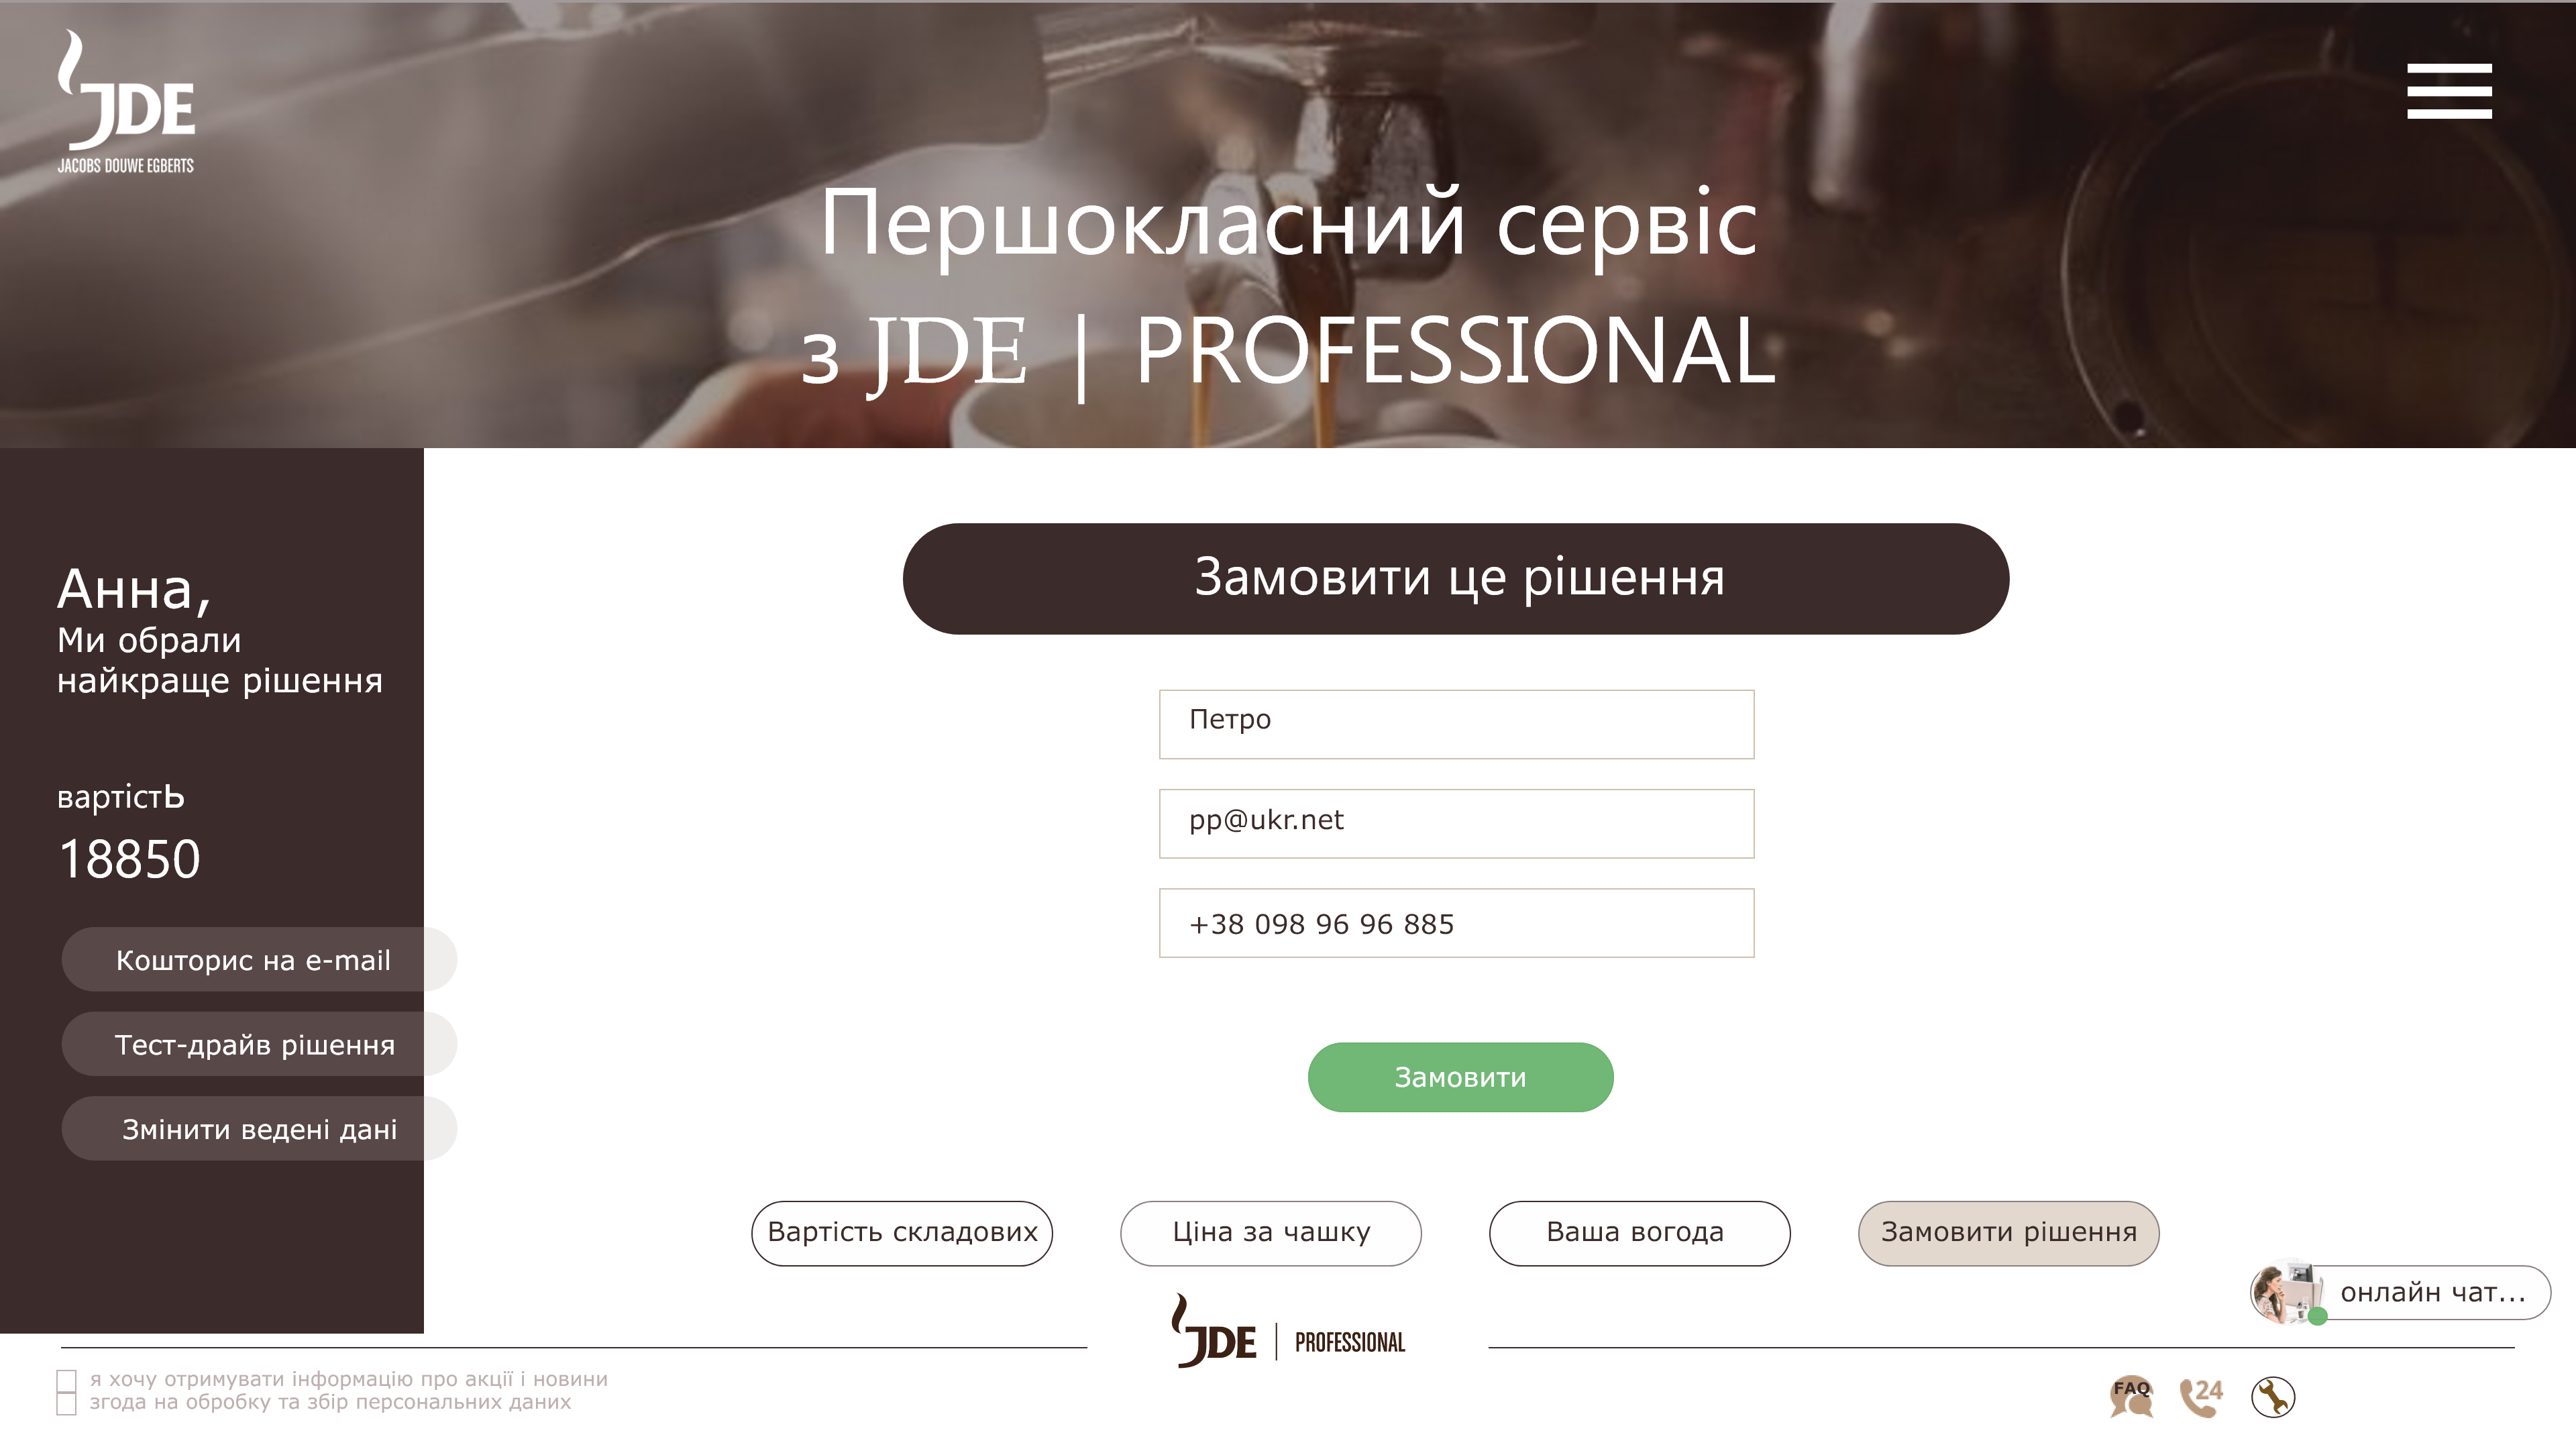 JDE
JACOBS DOUWE EGBERTS
Першокласний сервіс
з JDE | PROFESSIONAL
Анна,
Ми обрали
найкраще рішення
вартість
18850
Кошторис на e-mail
Тест-драйв рішення
Змінити ведені дані
Замовити це рішення
Петро
pp@ukr.net
+38 098 96 96 885
Замовити
Вартість складових
Ціна за чашку
Ваша вогода
Замовити рішення
онлайн чат...
JDE | PROFESSIONAL
я хочу отримувати інформацію про акції і новини
згода на обробку та збір персональних даних
FAQ
24